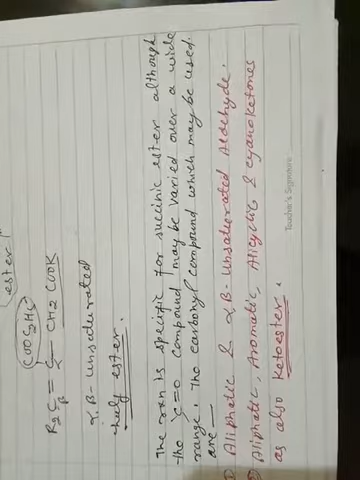 ester"
COOC2H5
R2C = C - CH2 COOK
β
α,β- unsaturated
half ester.
The rxn is specific for succinic ester although
the >C=O compound may be varied over a wide
range. The carbonyl compound which may be used
are —
Aliphatic & αβ-Unsaturated Aldehyde.
Aliphatic, Aromatic, Alicyclic & cyanoketones
as also Ketoester.
Teacher's Signature